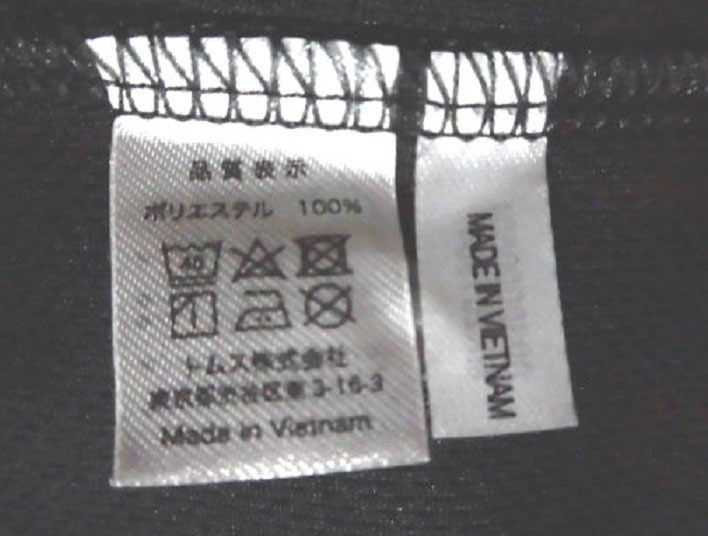 品質表示
ポリエステル 100%
40
トムス株式会社
東京都渋谷区東3-16-3
Made in Vietnam
MADE IN VIETNAM